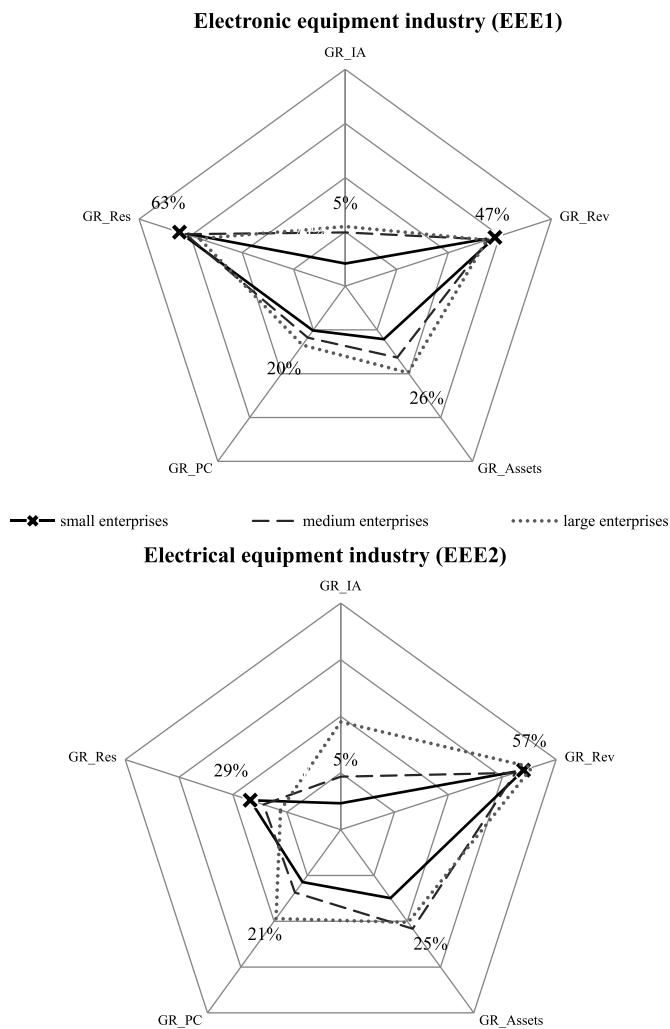 Electronic equipment industry (EEE1)
GR_IA
63%
5%
47%
GR_Res
GR_Rev
20%
26%
GR_PC
GR_Assets
small enterprises
medium enterprises
large enterprises
Electrical equipment industry (EEE2)
GR_IA
57%
GR_Res
29%
5%
GR_Rev
21%
25%
GR_PC
GR_Assets